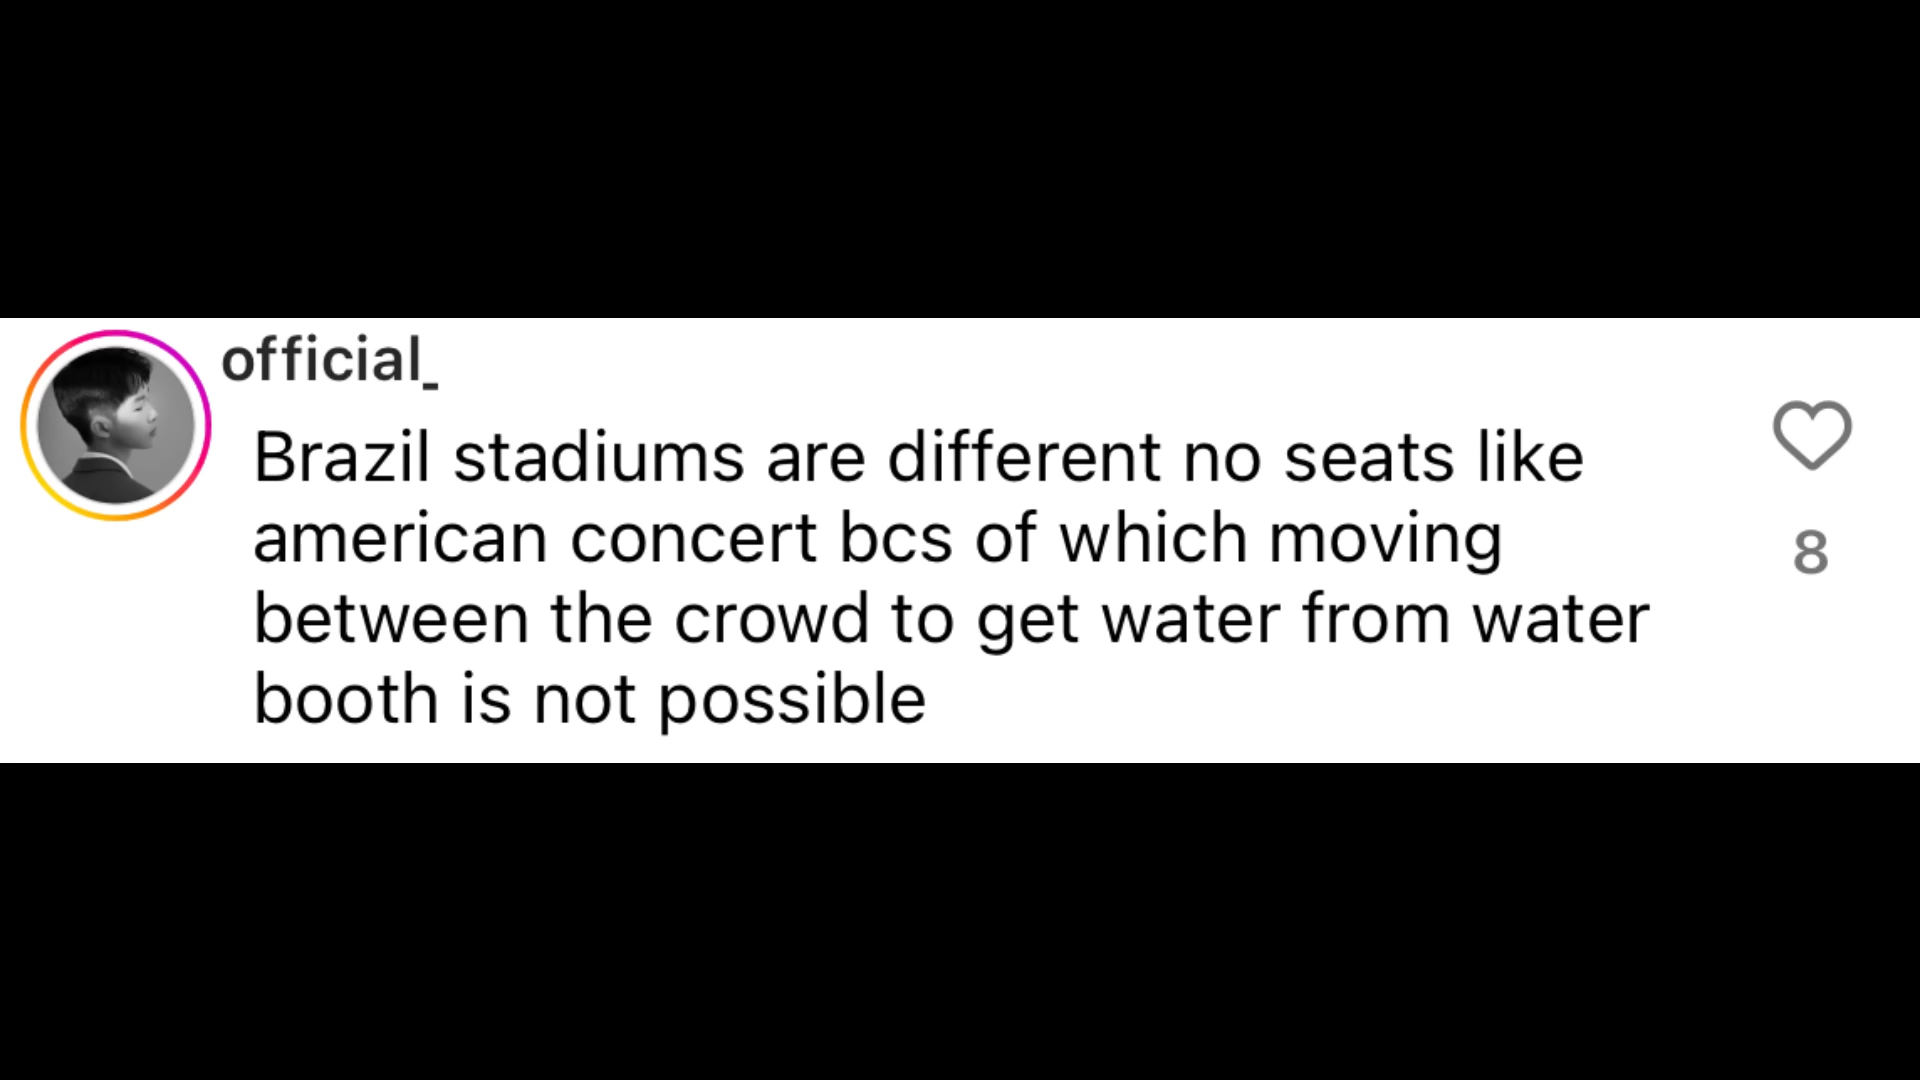 official_
Brazil stadiums are different no seats like
american concert bcs of which moving
between the crowd to get water from water
booth is not possible
8